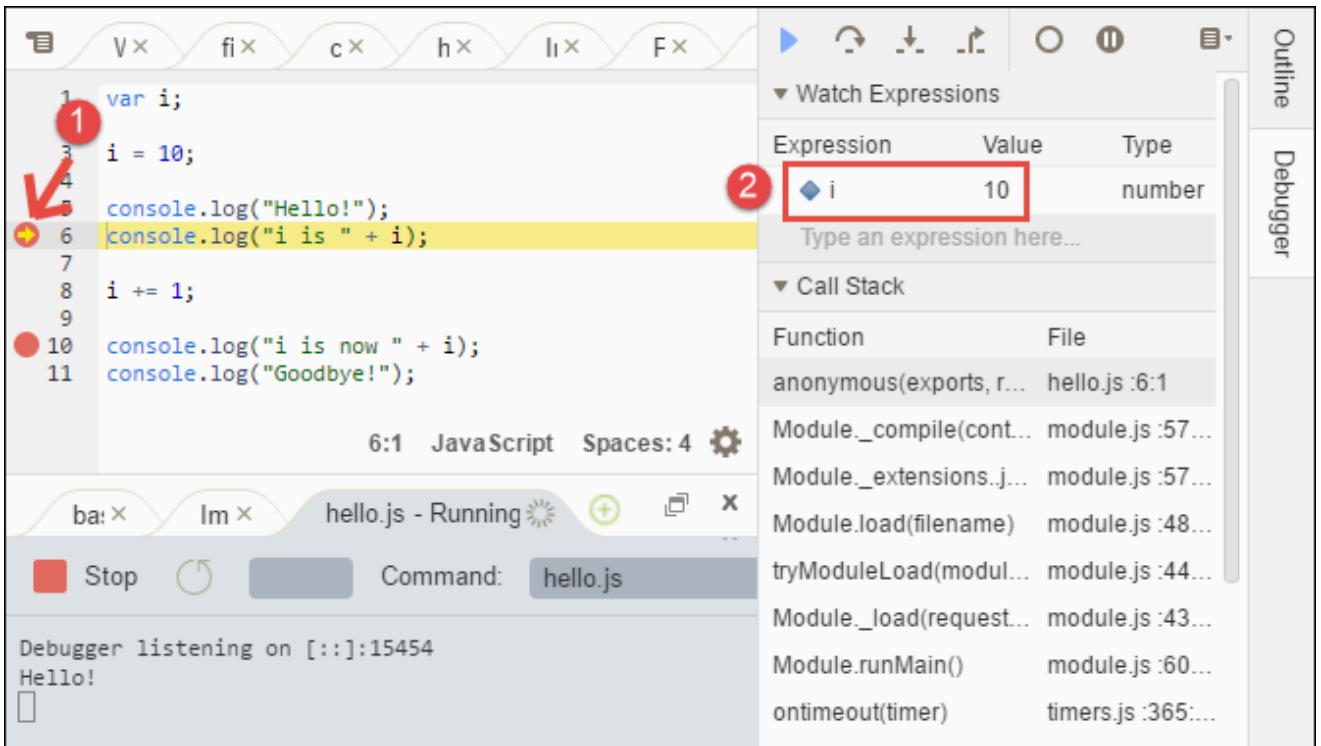 V × fi × c × h × F ×
1 var i;
1
3 i = 10;
4
5 console.log("Hello!");
6 console.log("i is " + i);
7
8 i += 1;
9
10 console.log("i is now " + i);
11 console.log("Goodbye!");
6:1 JavaScript Spaces: 4
ba: × Im × hello.js - Running x
Stop Command: hello.js
Debugger listening on [::]:15454
Hello!
Watch Expressions
Expression Value Type
2
i 10 number
Type an expression here...
Call Stack
Function File
anonymous(exports, r... hello.js :6:1
Module._compile(cont... module.js :57...
Module._extensions..j... module.js :57...
Module.load(filename) module.js :48...
tryModuleLoad(modul... module.js :44...
Module._load(request... module.js :43...
Module.runMain() module.js :60...
ontimeout(timer) timers.js :365:...
Outline
Debugger